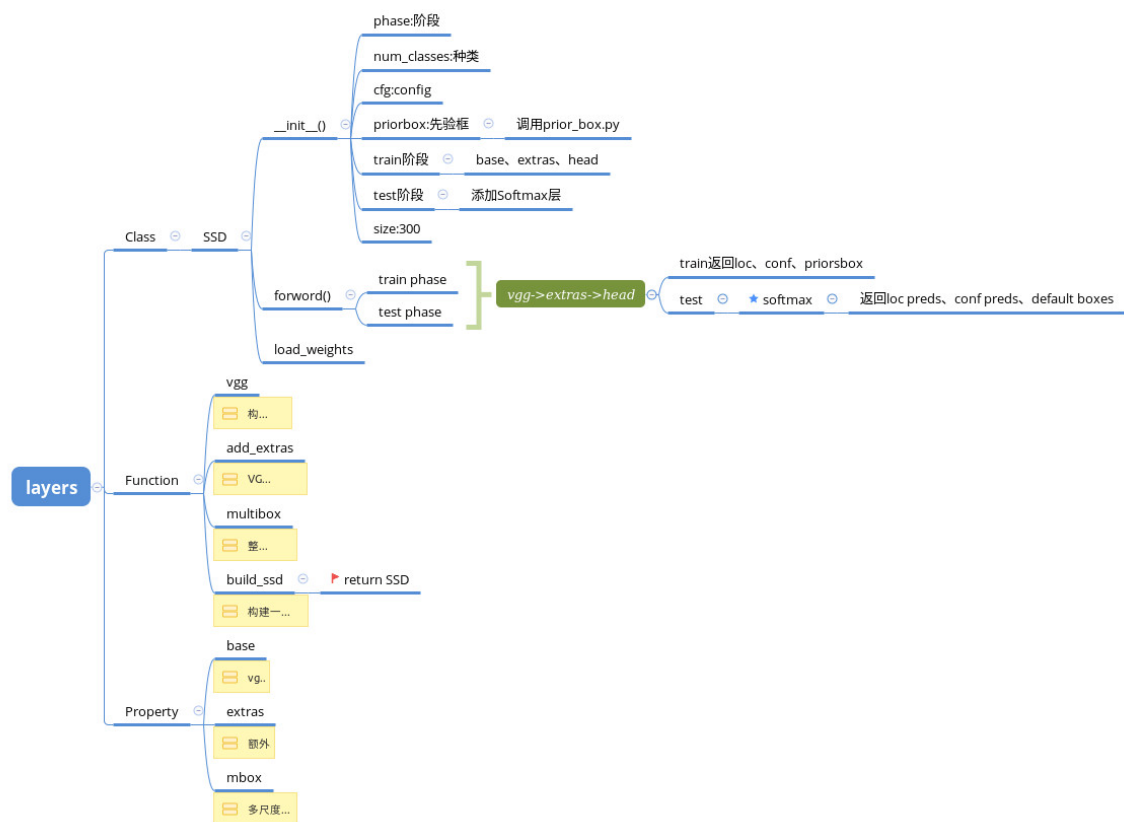 layers
Class
SSD
__init__()
phase:阶段
num_classes:种类
cfg:config
priorbox:先验框
调用prior_box.py
train阶段
base、extras、head
test阶段
添加Softmax层
size:300
forword()
train phase
test phase
vgg->extras->head
train返回loc、conf、priorsbox
test
softmax
返回loc preds、conf preds、default boxes
load_weights
Function
vgg
构...
add_extras
VG...
multibox
整...
build_ssd
return SSD
构建一...
Property
base
vg..
extras
额外
mbox
多尺度...